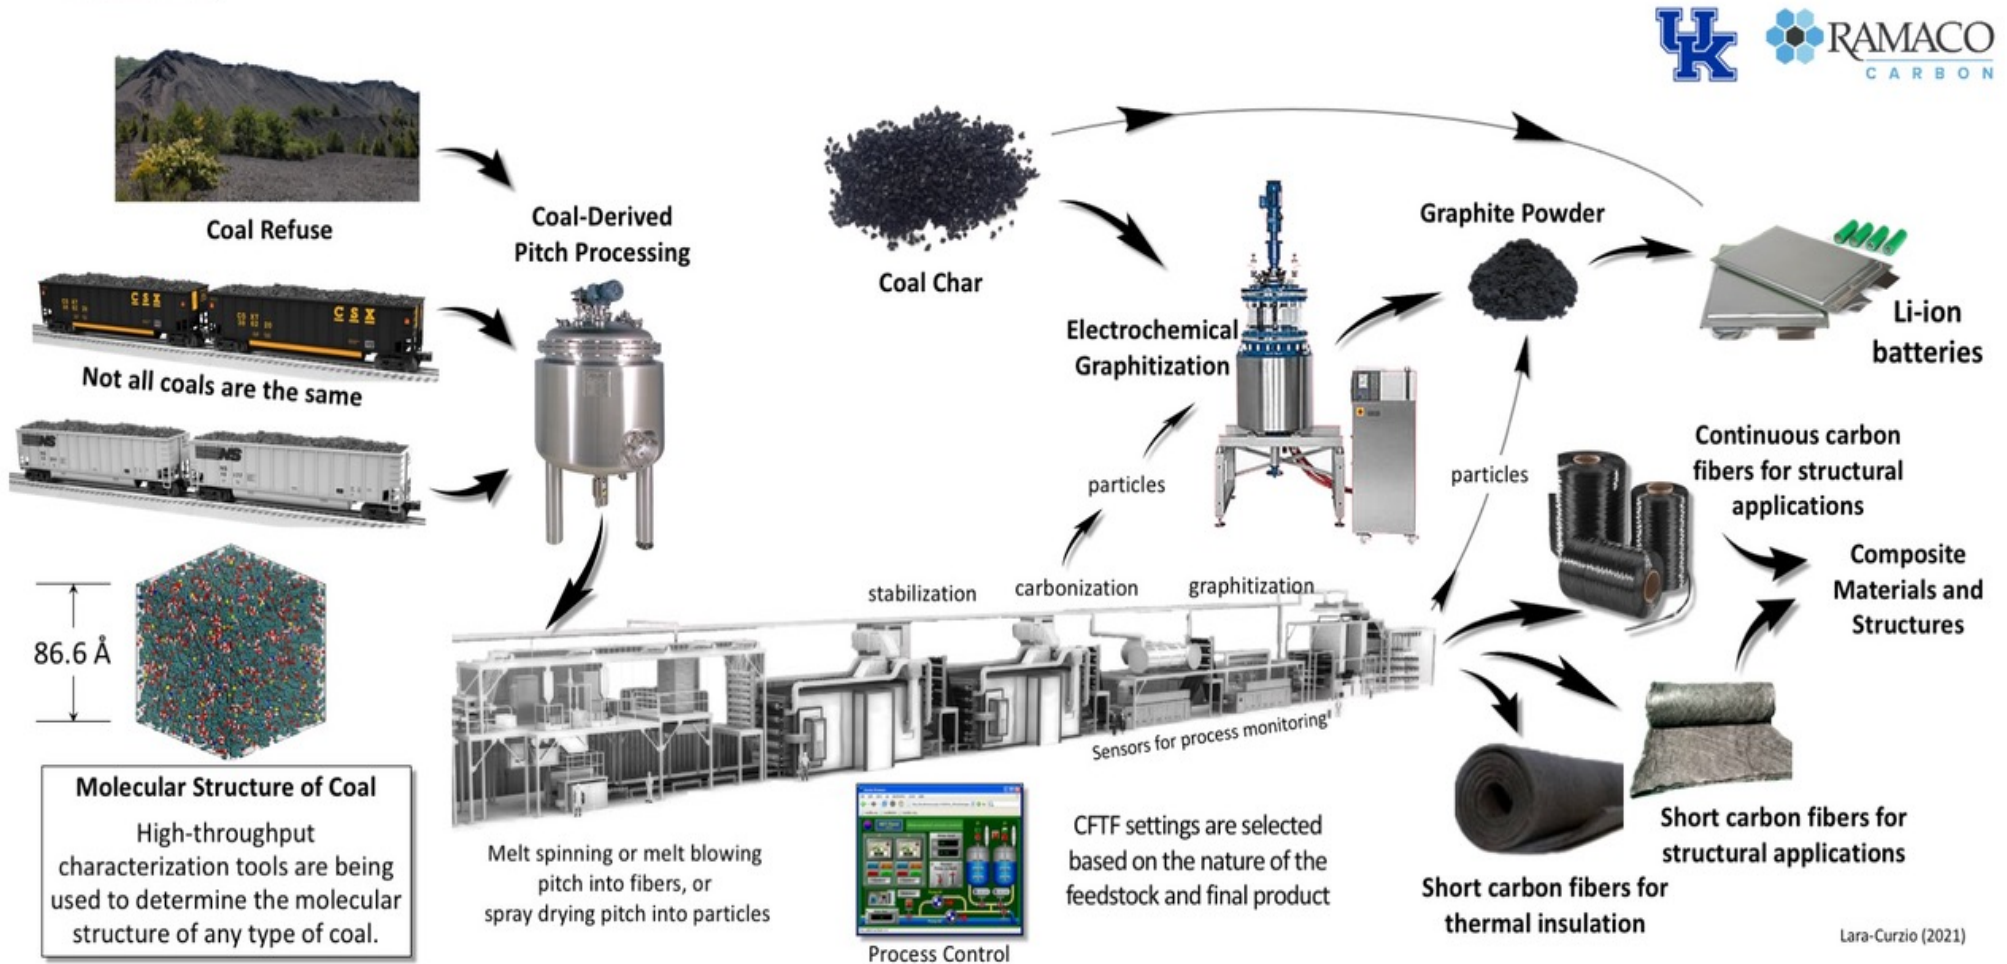 UK
RAMACO
CARBON
Coal Refuse
Coal-Derived
Pitch Processing
CSX
CSX
Not all coals are the same
NS
NS
86.6 Å
Molecular Structure of Coal
High-throughput
characterization tools are being
used to determine the molecular
structure of any type of coal.
Coal Char
Electrochemical
Graphitization
Graphite Powder
Li-ion
batteries
particles
particles
stabilization
carbonization
graphitization
Sensors for process monitoring
Melt spinning or melt blowing
pitch into fibers, or
spray drying pitch into particles
Process Control
CFTF settings are selected
based on the nature of the
feedstock and final product
Continuous carbon
fibers for structural
applications
Composite
Materials and
Structures
Short carbon fibers for
structural applications
Short carbon fibers for
thermal insulation
Lara-Curzio (2021)